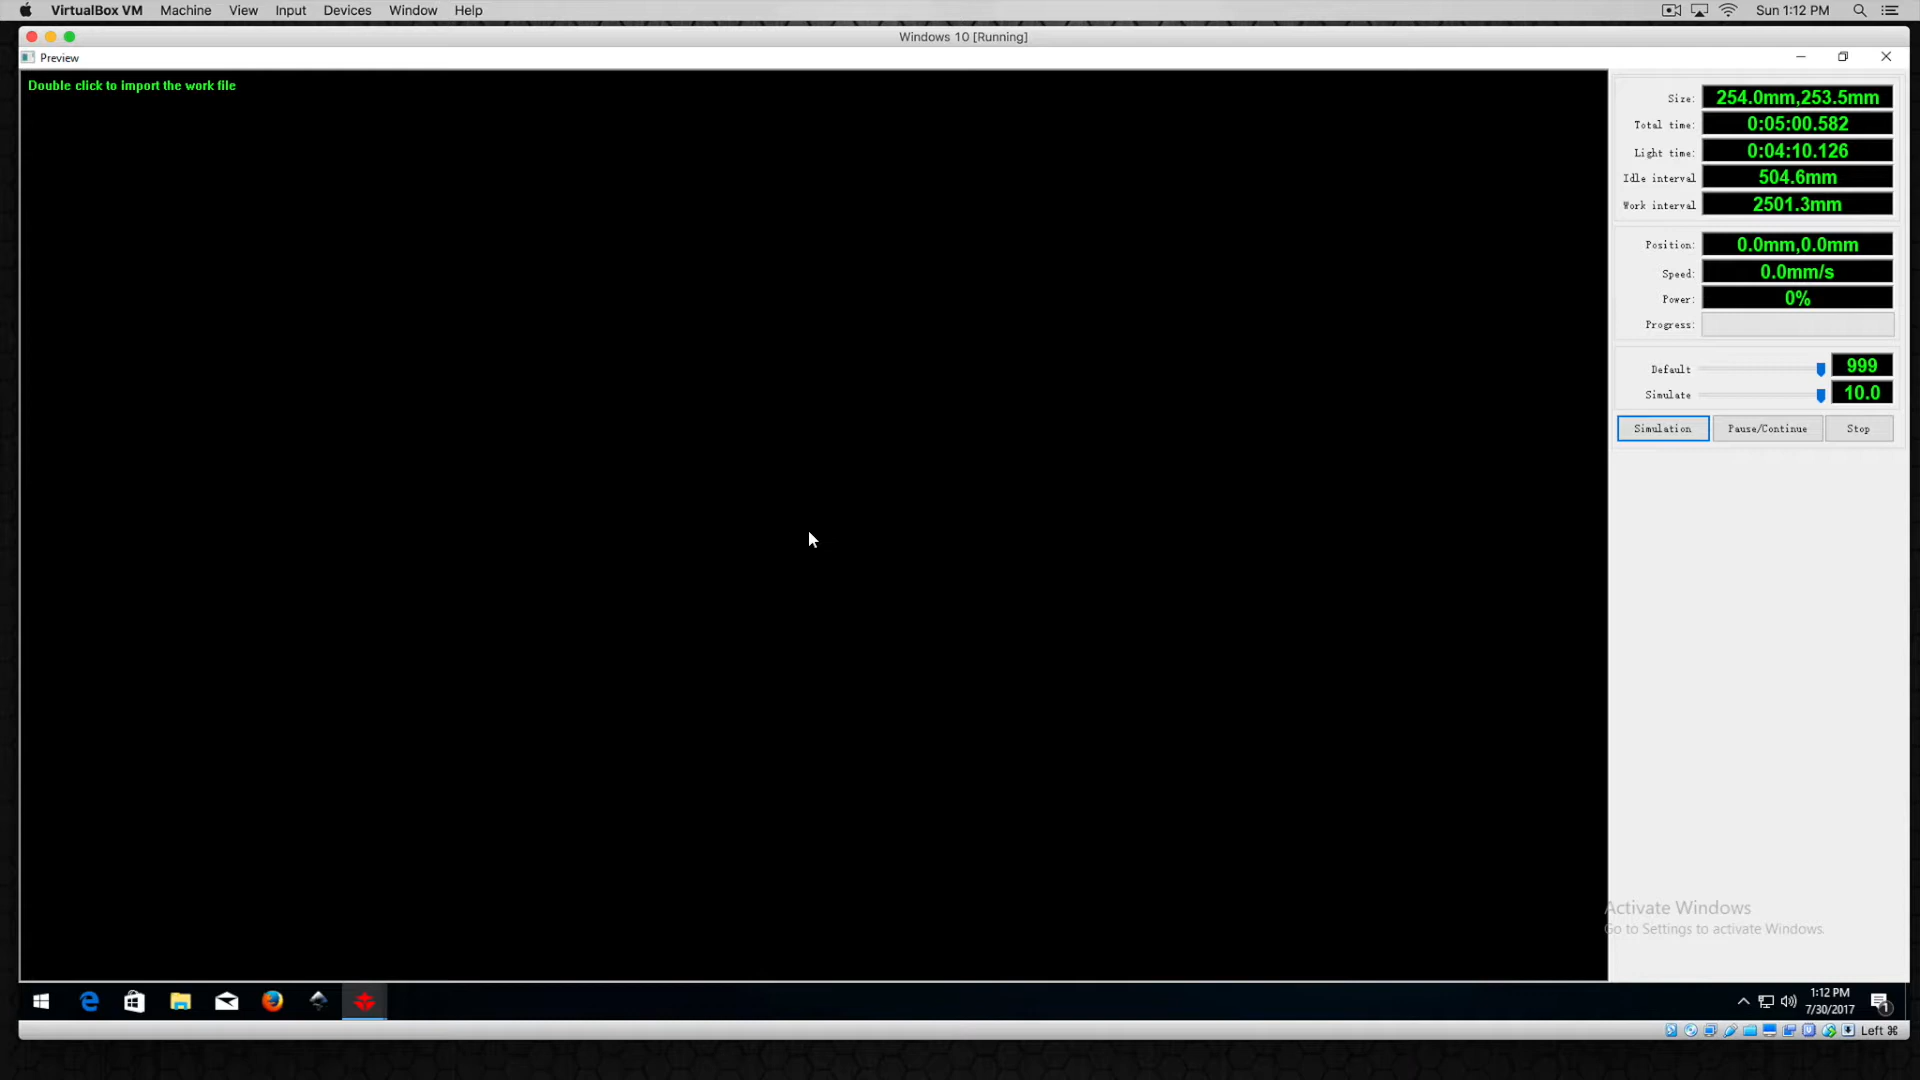 VirtualBox VM Machine View Input Devices Window Help Sun 1:12 PM
Windows 10 [Running]
Preview
Double click to import the work file
Size: 254.0mm,253.5mm
Total time: 0:05:00.582
Light time: 0:04:10.126
Idle interval 504.6mm
Work interval 2501.3mm
Position: 0.0mm,0.0mm
Speed: 0.0mm/s
Power: 0%
Progress:
Default 999
Simulate 10.0
Simulation Pause/Continue Stop
Activate Windows
Go to Settings to activate Windows.
1:12 PM
7/30/2017
1
Left ⌘